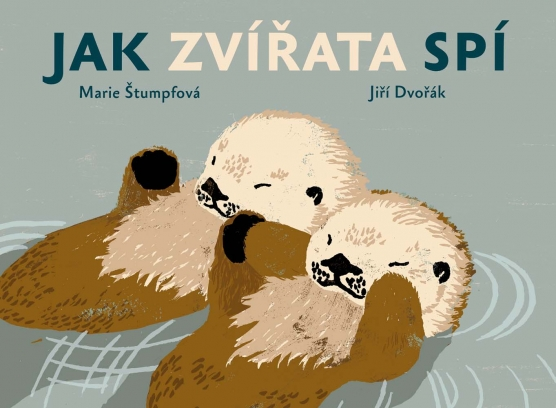 JAK ZVÍŘATA SPÍ
Marie Štumpfová Jiří Dvořák